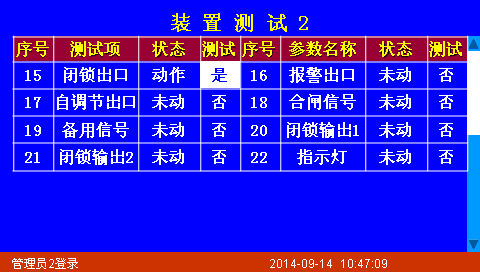 装置测试2
序号 测试项 状态 测试 序号 参数名称 状态 测试
15 闭锁出口 动作 是 16 报警出口 未动 否
17 自调节出口 未动 否 18 合闸信号 未动 否
19 备用信号 未动 否 20 闭锁输出1 未动 否
21 闭锁输出2 未动 否 22 指示灯 未动 否
管理员2登录 2014-09-14 10:47:09